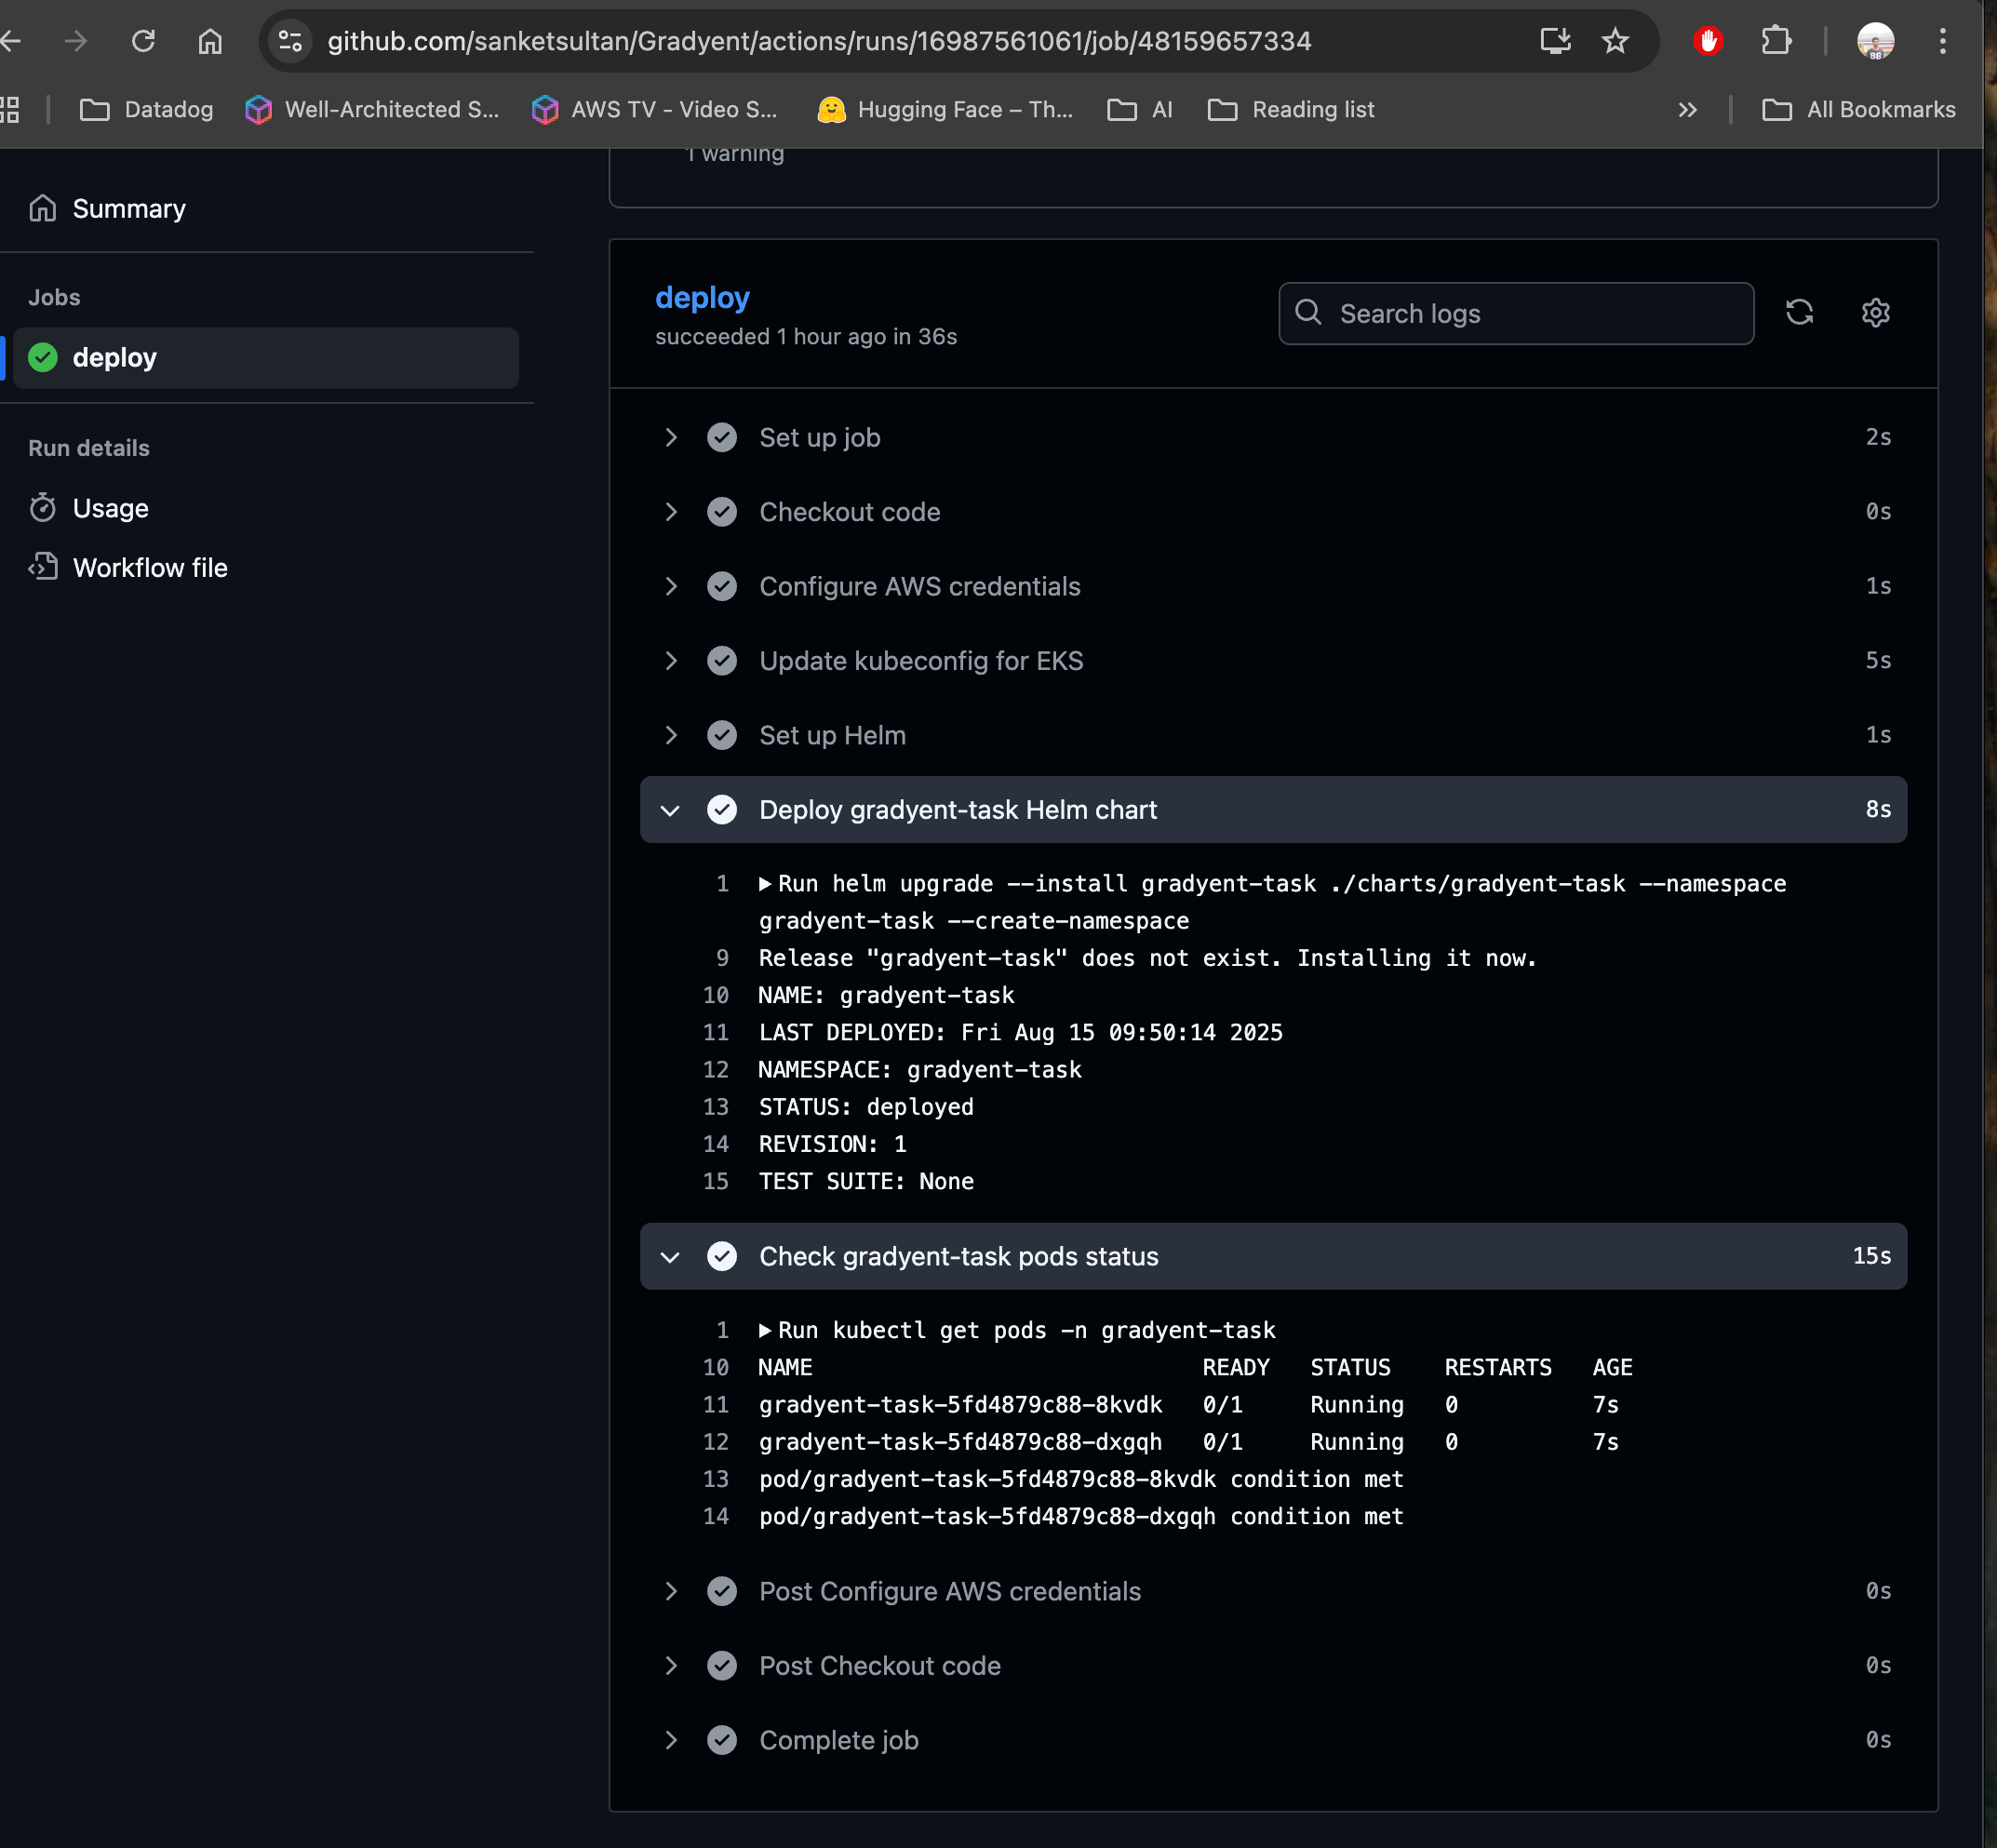 github.com/sanketsultan/Gradyent/actions/runs/16987561061/job/48159657334
Datadog
Well-Architected S...
AWS TV - Video S...
Hugging Face – Th...
AI
Reading list
All Bookmarks
1 warning
Summary
Jobs
deploy
Run details
Usage
Workflow file
deploy
succeeded 1 hour ago in 36s
Search logs
Set up job 2s
Checkout code 0s
Configure AWS credentials 1s
Update kubeconfig for EKS 5s
Set up Helm 1s
Deploy gradyent-task Helm chart 8s
1 Run helm upgrade --install gradyent-task ./charts/gradyent-task --namespace
gradyent-task --create-namespace
9 Release "gradyent-task" does not exist. Installing it now.
10 NAME: gradyent-task
11 LAST DEPLOYED: Fri Aug 15 09:50:14 2025
12 NAMESPACE: gradyent-task
13 STATUS: deployed
14 REVISION: 1
15 TEST SUITE: None
Check gradyent-task pods status 15s
1 Run kubectl get pods -n gradyent-task
10 NAME READY STATUS RESTARTS AGE
11 gradyent-task-5fd4879c88-8kvdk 0/1 Running 0 7s
12 gradyent-task-5fd4879c88-dxgqh 0/1 Running 0 7s
13 pod/gradyent-task-5fd4879c88-8kvdk condition met
14 pod/gradyent-task-5fd4879c88-dxgqh condition met
Post Configure AWS credentials 0s
Post Checkout code 0s
Complete job 0s